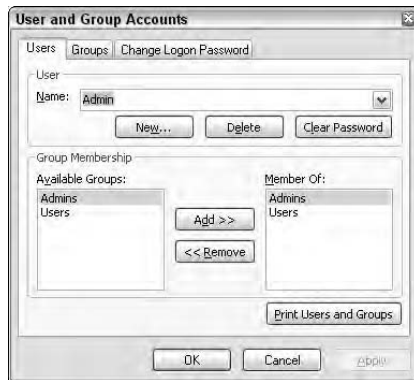 User and Group Accounts
Users Groups Change Logon Password
User
Name: Admin
New... Delete Clear Password
Group Membership
Available Groups: Member Of:
Admins Admins
Users Users
Add >>
<< Remove
Print Users and Groups
OK Cancel Apply